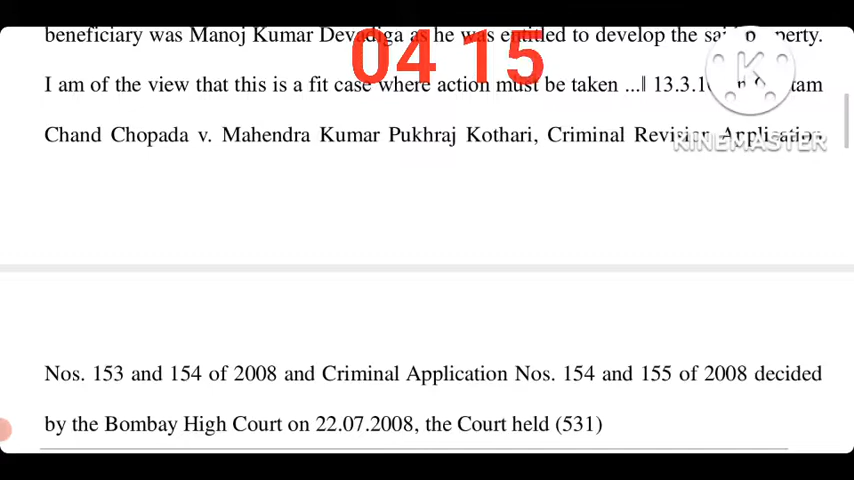 beneficiary was Manoj Kumar Devadiga as he was entitled to develop the said property.
04 15
I am of the view that this is a fit case where action must be taken ...‖ 13.3.1
Chand Chopada v. Mahendra Kumar Pukhraj Kothari, Criminal Revision Application
KINEMASTER
Nos. 153 and 154 of 2008 and Criminal Application Nos. 154 and 155 of 2008 decided
by the Bombay High Court on 22.07.2008, the Court held (531)